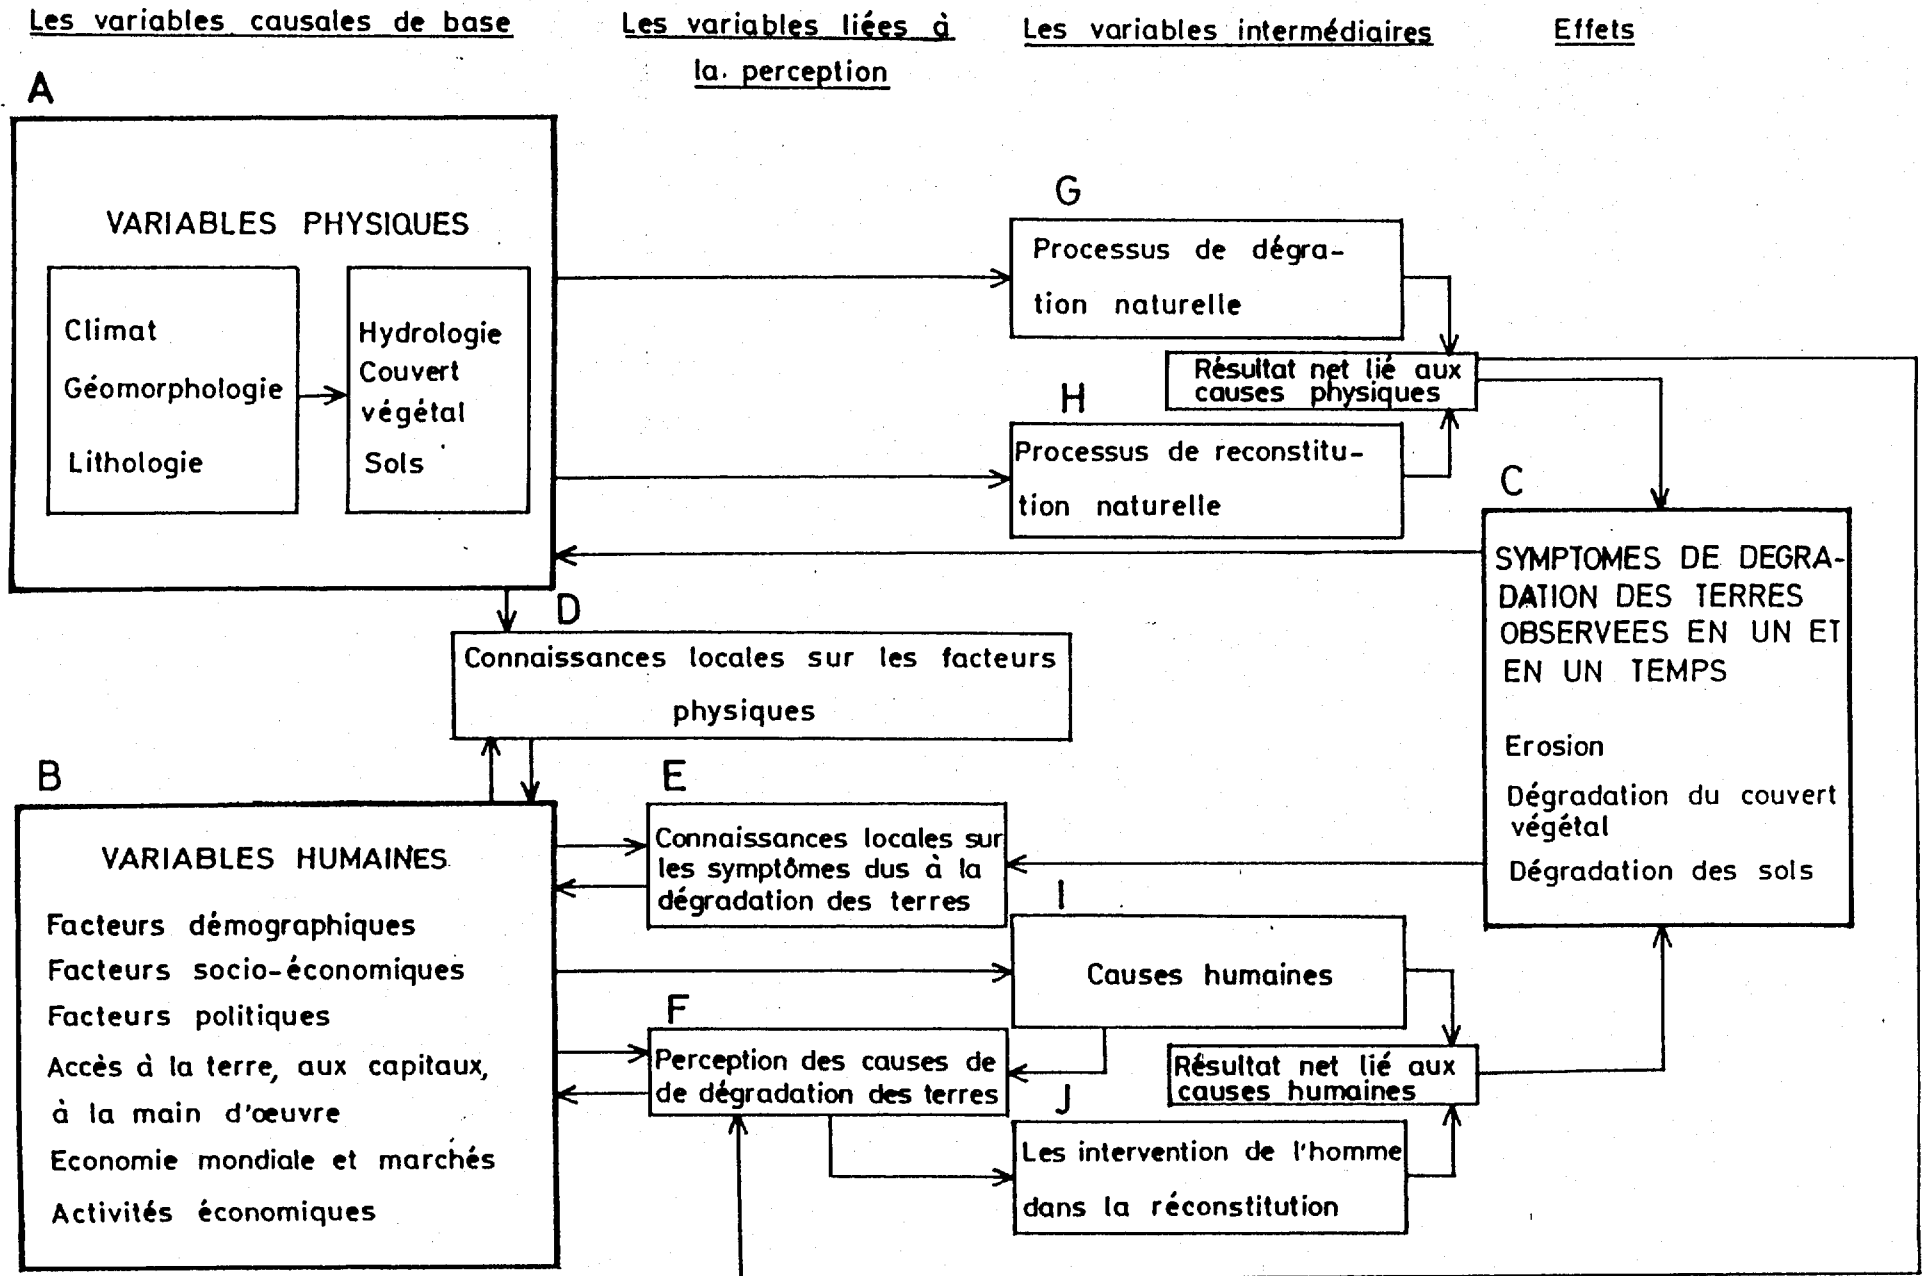 Les variables causales de base
Les variables liées à
la perception
Les variables intermédiaires
Effets
A
VARIABLES PHYSIQUES
Climat
Géomorphologie
Lithologie
Hydrologie
Couvert
végétal
Sols
G
Processus de dégra-
tion naturelle
Résultat net lié aux
causes physiques
H
Processus de reconstitu-
tion naturelle
C
SYMPTOMES DE DEGRA-
DATION DES TERRES
OBSERVEES EN UN ET
EN UN TEMPS
Erosion
Dégradation du couvert
végétal
Dégradation des sols
D
Connaissances locales sur les facteurs
physiques
B
VARIABLES HUMAINES
Facteurs démographiques
Facteurs socio-économiques
Facteurs politiques
Accès à la terre, aux capitaux,
à la main d'œuvre
Economie mondiale et marchés
Activités économiques
E
Connaissances locales sur
les symptômes dus à la
dégradation des terres
I
Causes humaines
F
Perception des causes de
de dégradation des terres
Résultat net lié aux
causes humaines
J
Les intervention de l'homme
dans la réconstitution